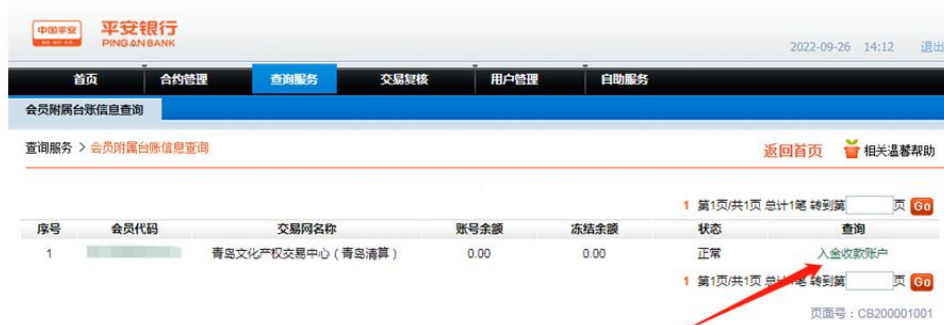 中国平安
平安银行
PING AN BANK
2022-09-26 14:12 退出
首页 合约管理 查询服务 交易复核 用户管理 自助服务
会员附属台账信息查询
查询服务 > 会员附属台账信息查询
返回首页 相关温馨帮助
1 第1页/共1页 总计1笔 转到第 页 Go
序号 会员代码 交易网名称 账号余额 冻结余额 状态 查询
1 青岛文化产权交易中心（青岛清算） 0.00 0.00 正常 入金收款账户
1 第1页/共1页 总计1笔 转到第 页 Go
页面号：CB200001001